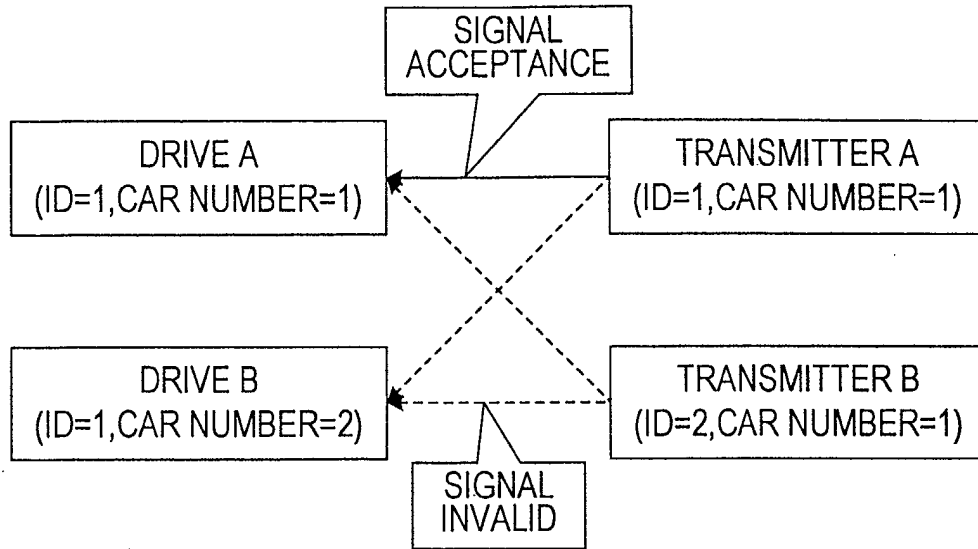 SIGNAL
ACCEPTANCE
DRIVE A
(ID=1,CAR NUMBER=1)
TRANSMITTER A
(ID=1,CAR NUMBER=1)
DRIVE B
(ID=1,CAR NUMBER=2)
TRANSMITTER B
(ID=2,CAR NUMBER=1)
SIGNAL
INVALID